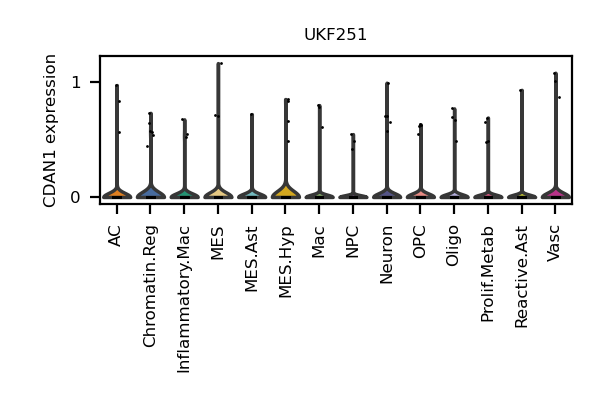 UKF251
CDAN1 expression
1
0
AC
Chromatin.Reg
Inflammatory.Mac
MES
MES.Ast
MES.Hyp
Mac
NPC
Neuron
OPC
Oligo
Prolif.Metab
Reactive.Ast
Vasc